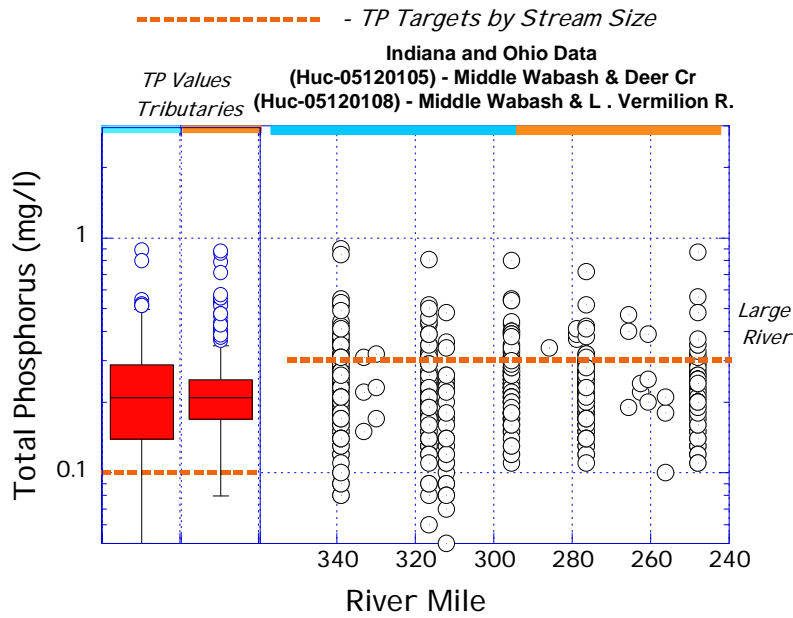 - TP Targets by Stream Size
Indiana and Ohio Data
(Huc-05120105) - Middle Wabash & Deer Cr
(Huc-05120108) - Middle Wabash & L . Vermilion R.
TP Values
Tributaries
Total Phosphorus (mg/l)
1
0.1
Large
River
340 320 300 280 260 240
River Mile